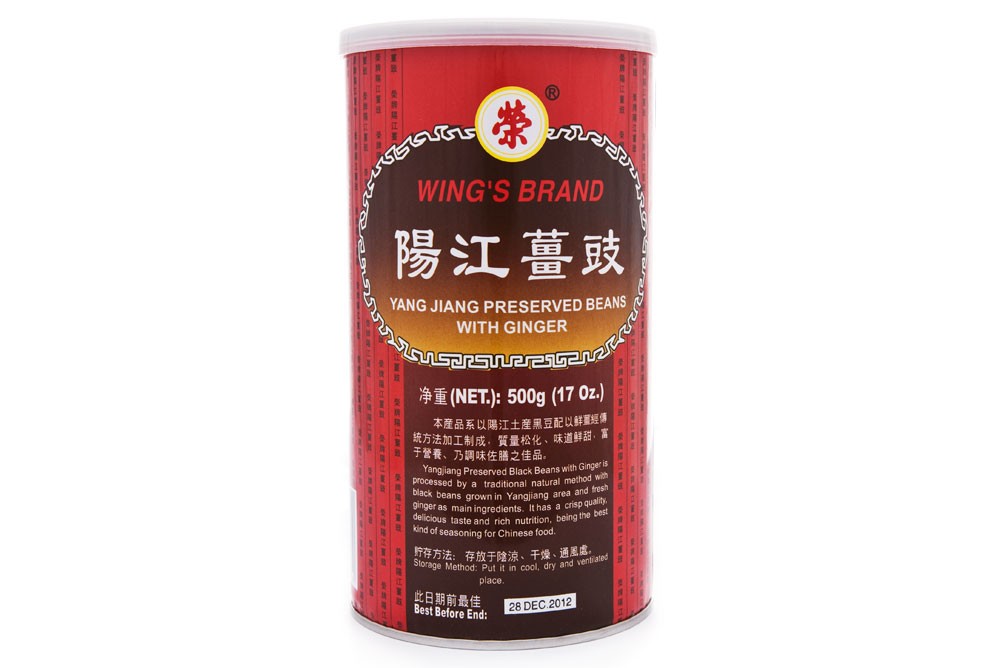 榮
®
WING'S BRAND
陽江薑豉
YANG JIANG PRESERVED BEANS
WITH GINGER
净重(NET.): 500g (17 Oz.)
本産品系以陽江土産黑豆配以鮮薑經傳
統方法加工制成，質量松化、味道鮮甜，富
于營養、乃調味佐膳之佳品。
Yangjiang Preserved Black Beans with Ginger is
processed by a traditional natural method with
black beans grown in Yangjiang area and fresh
ginger as main ingredients. It has a crisp quality,
delicious taste and rich nutrition, being the best
kind of seasoning for Chinese food.
貯存方法: 存放于陰涼、干燥、通風處。
Storage Method: Put it in cool, dry and ventilated
place.
此日期前最佳
Best Before End:
28 DEC.2012